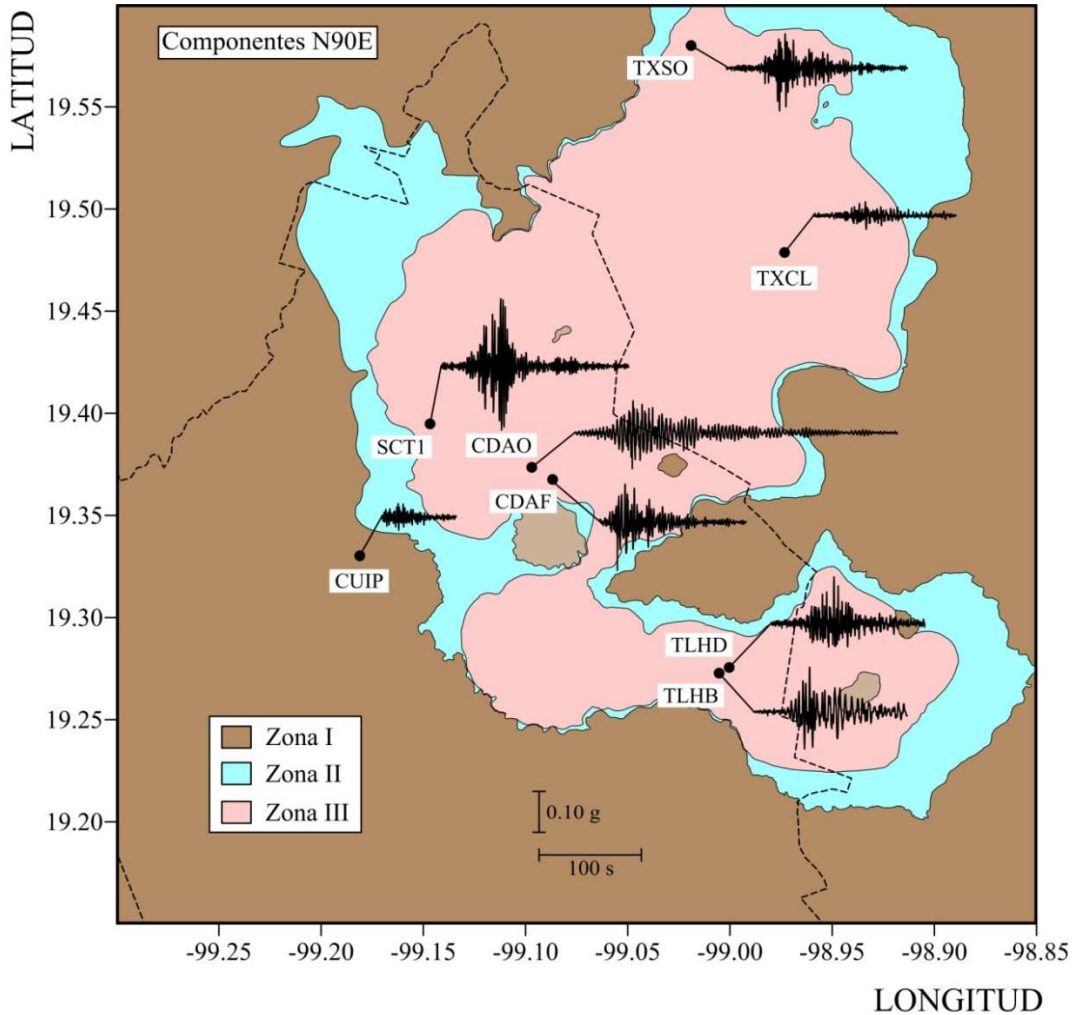 Componentes N90E
LATITUD
TXSO
19.55
19.50
TXCL
19.45
19.40
SCT1
CDAO
CDAF
19.35
CUIP
19.30
TLHD
TLHB
19.25
Zona I
Zona II
Zona III
0.10 g
19.20
100 s
-99.25
-99.20
-99.15
-99.10
-99.05
-99.00
-98.95
-98.90
-98.85
LONGITUD